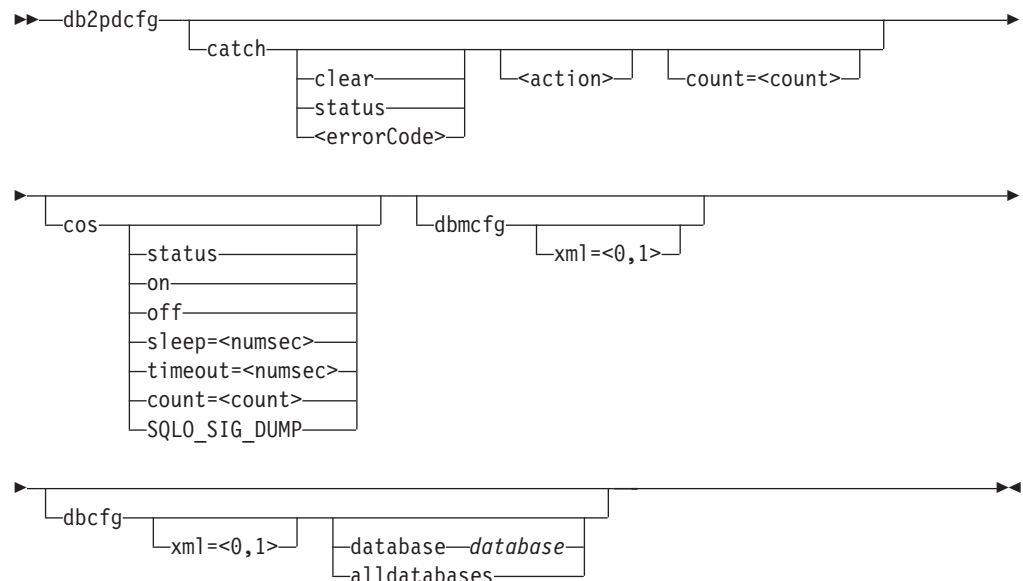 db2pdcfg
catch
clear <action> count=<count>
status
<errorCode>
cos dbmcfg
status xml=<0,1>
on
off
sleep=<numsec>
timeout=<numsec>
count=<count>
SQLO_SIG_DUMP
dbcfg
xml=<0,1> database database
alldatabases